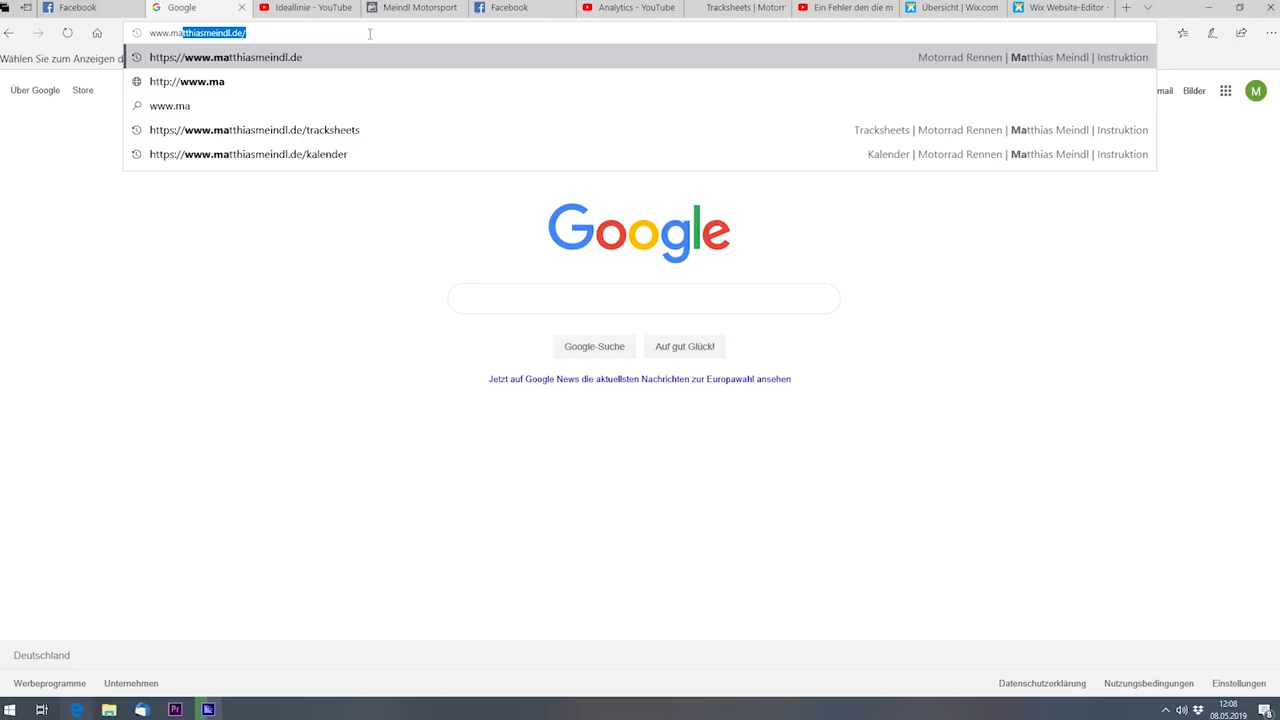 Facebook
Google
Ideallinie - YouTube
Meindl Motorsport
Facebook
Analytics - YouTube
Tracksheets | Motorr
Ein Fehler den die m
Übersicht | Wix.com
Wix Website-Editor -
www.matthiasmeindl.de/
Wählen Sie zum Anzeigen d
https://www.matthiasmeindl.de Motorrad Rennen | Matthias Meindl | Instruktion
http://www.ma
www.ma
https://www.matthiasmeindl.de/tracksheets Tracksheets | Motorrad Rennen | Matthias Meindl | Instruktion
https://www.matthiasmeindl.de/kalender Kalender | Motorrad Rennen | Matthias Meindl | Instruktion
Über Google Store
mail Bilder M
Google
Google-Suche Auf gut Glück!
Jetzt auf Google News die aktuellsten Nachrichten zur Europawahl ansehen
Deutschland
Werbeprogramme Unternehmen Datenschutzerklärung Nutzungsbedingungen Einstellungen
Pr
12:08
08.05.2019